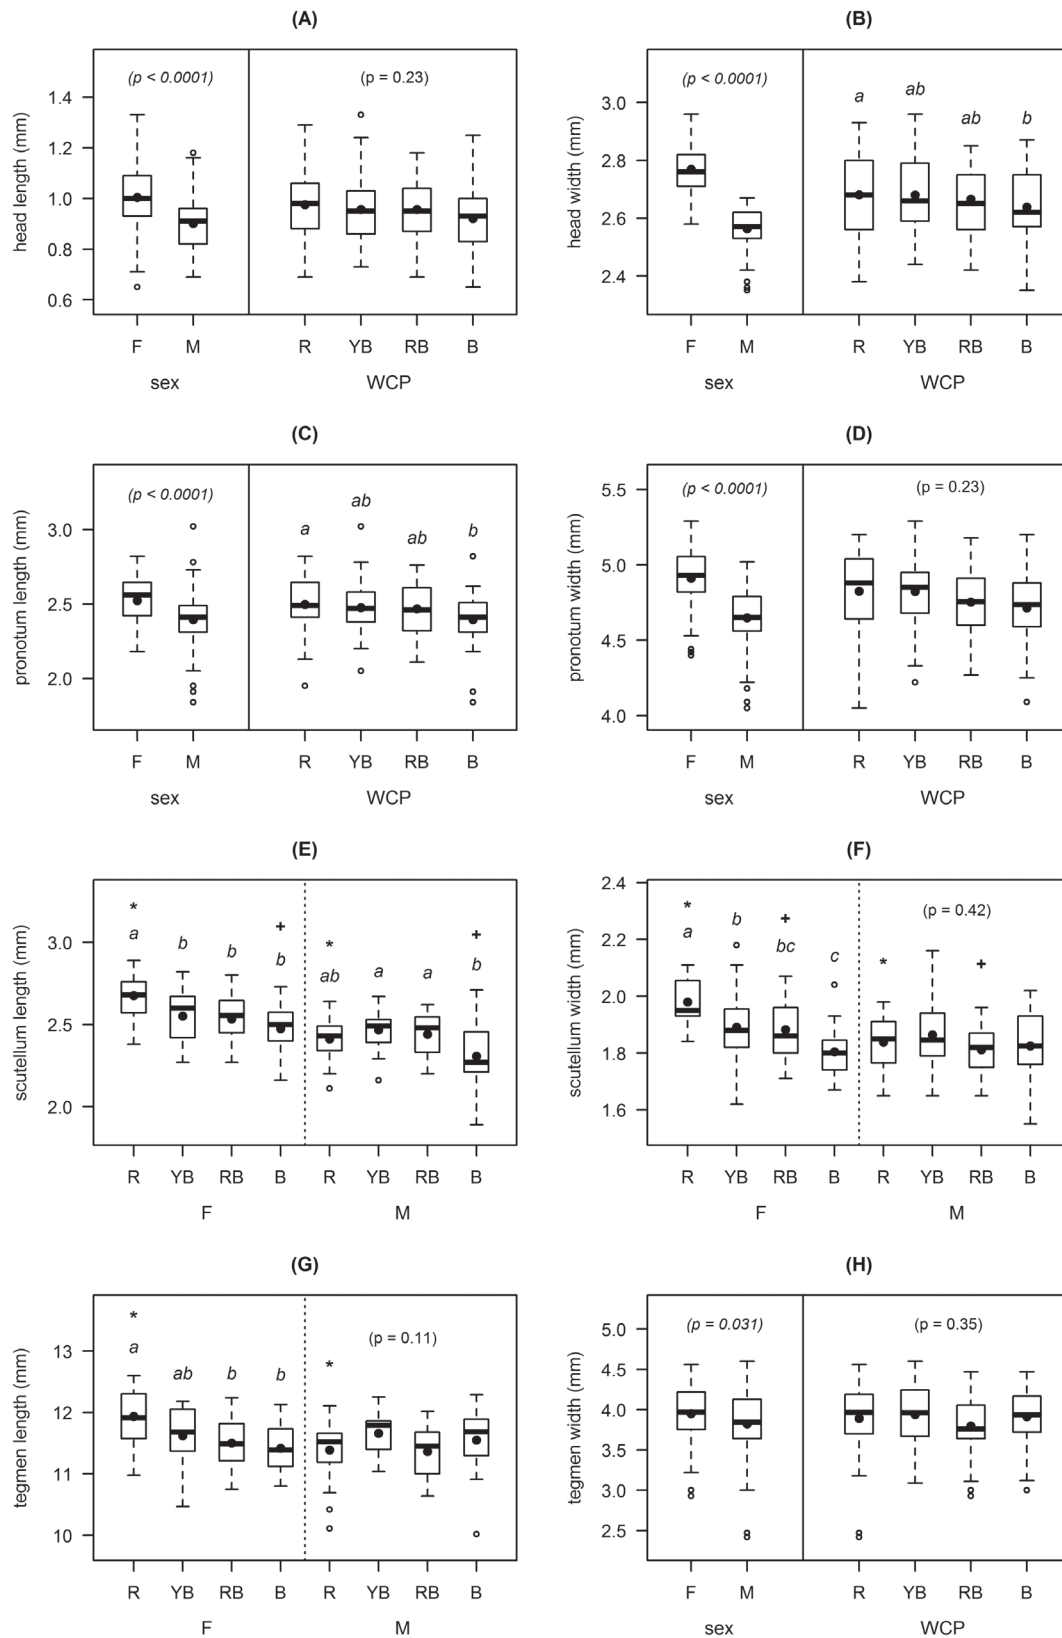 (A)
(p < 0.0001)
(p = 0.23)
head length (mm)
1.4
1.2
1.0
0.8
0.6
F M R YB RB B
sex WCP
(B)
(p < 0.0001)
a ab ab b
head width (mm)
3.0
2.8
2.6
2.4
F M R YB RB B
sex WCP
(C)
(p < 0.0001)
a ab ab b
pronotum length (mm)
3.0
2.5
2.0
F M R YB RB B
sex WCP
(D)
(p < 0.0001)
(p = 0.23)
pronotum width (mm)
5.5
5.0
4.5
4.0
F M R YB RB B
sex WCP
(E)
* + * +
a b b b ab a a b
scutellum length (mm)
3.0
2.5
2.0
R YB RB B R YB RB B
F M
(F)
* + * +
a b bc c
(p = 0.42)
scutellum width (mm)
2.4
2.2
2.0
1.8
1.6
R YB RB B R YB RB B
F M
(G)
* *
a ab b b
(p = 0.11)
tegmen length (mm)
13
12
11
10
R YB RB B R YB RB B
F M
(H)
(p = 0.031)
(p = 0.35)
tegmen width (mm)
5.0
4.5
4.0
3.5
3.0
2.5
F M R YB RB B
sex WCP